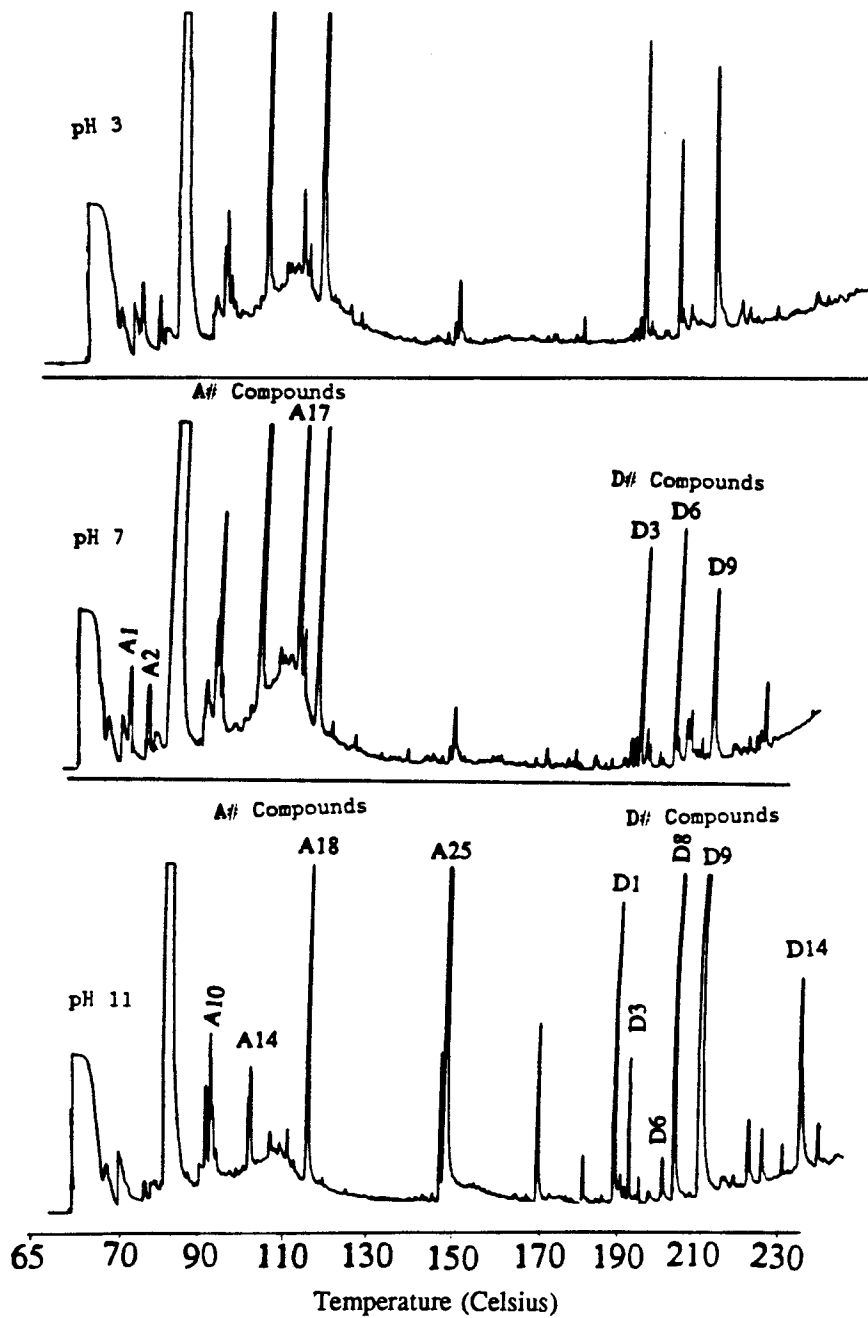 pH 3
A# Compounds
A17
D# Compounds
D6
pH 7
D3
D9
A1
A2
A# Compounds
D# Compounds
A18
A25
D8
D9
D1
D14
pH 11
A10
D3
A14
D6
65 70 90 110 130 150 170 190 210 230
Temperature (Celsius)